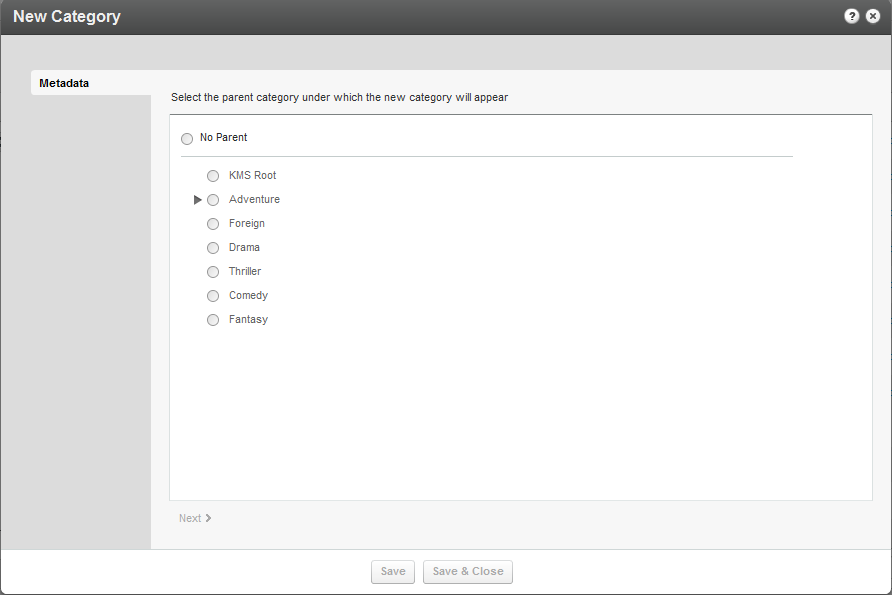 New Category
?
Metadata
Select the parent category under which the new category will appear
No Parent
KMS Root
Adventure
Foreign
Drama
Thriller
Comedy
Fantasy
Next
Save
Save & Close